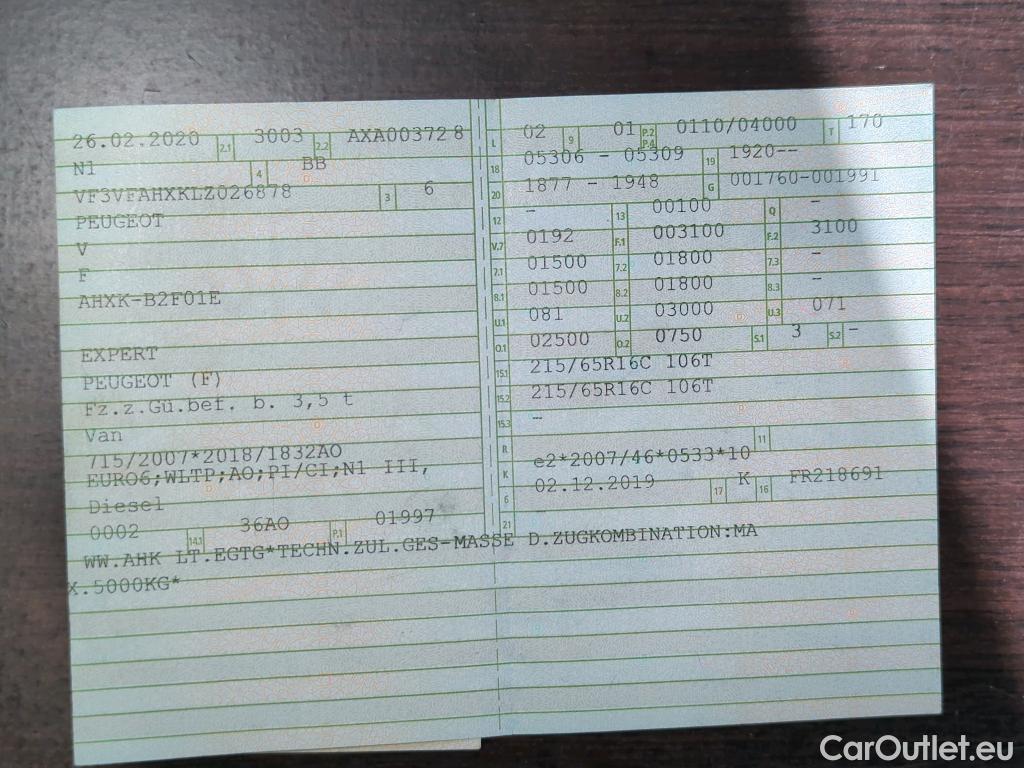 26.02.2020 2.1 3003 2.2 AXA003728
N1 4 BB
VF3VFAHXKLZ026878 3 6
PEUGEOT
V
F
AHXK-B2F01E
EXPERT
PEUGEOT (F)
Fz.z.Gü.bef. b. 3,5 t
Van
715/2007*2018/1832AO
EURO6;WLTP;AO;PI/CI;N1 III,
Diesel
0002 14.1 36AO P.1 01997
L 02 9 01 P.2 P.4 0110/04000 T 170
18 05306 - 05309 19 1920--
20 1877 - 1948 G 001760-001991
12 - 13 00100 Q -
V.7 0192 F.1 003100 F.2 3100
7.1 01500 7.2 01800 7.3 -
8.1 01500 8.2 01800 8.3 -
U.1 081 U.2 03000 U.3 071
O.1 02500 O.2 0750 S.1 3 S.2 -
15.1 215/65R16C 106T
15.2 215/65R16C 106T
15.3 -
R 11
K e2*2007/46*0533*10
6 02.12.2019 17 K 16 FR218691
21
WW.AHK LT.EGTG*TECHN.ZUL.GES-MASSE D.ZUGKOMBINATION:MA
X.5000KG*
CarOutlet.eu